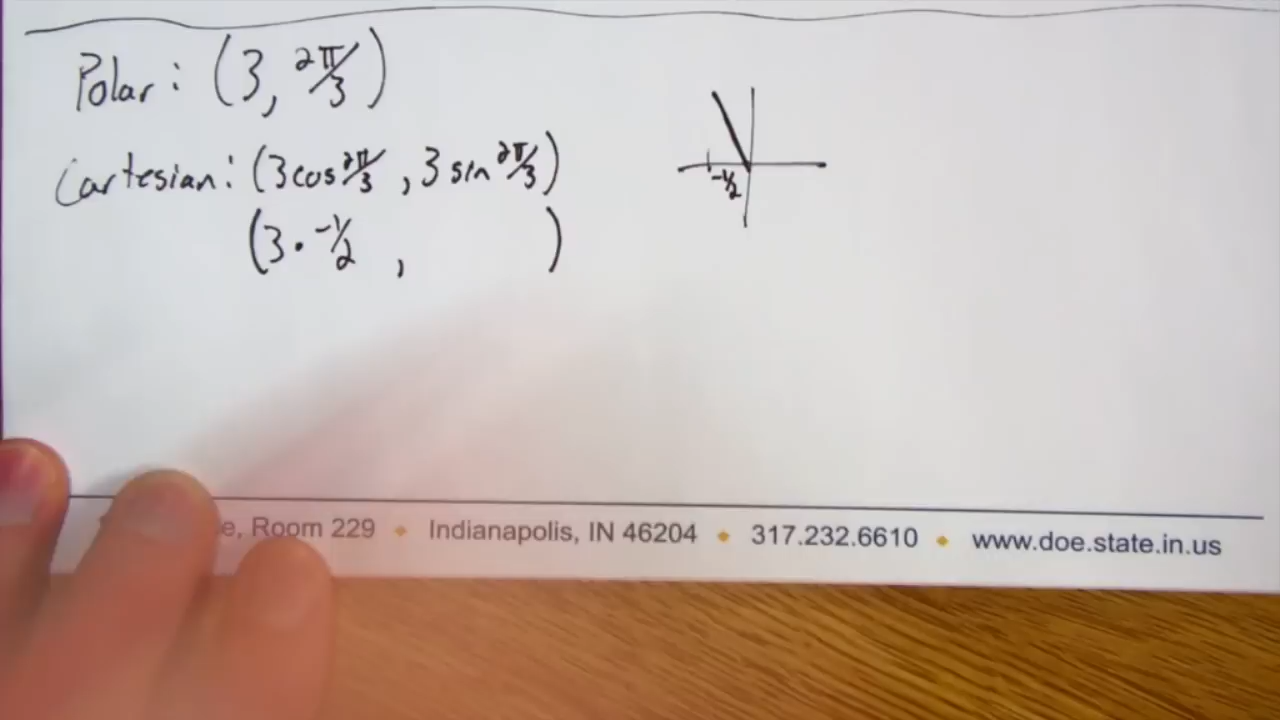 Polar: (3, 2π/3)
Cartesian: (3cos 2π/3, 3 sin 2π/3)
(3 · -1/2, )
-1/2
e, Room 229 ◆ Indianapolis, IN 46204 ◆ 317.232.6610 ◆ www.doe.state.in.us